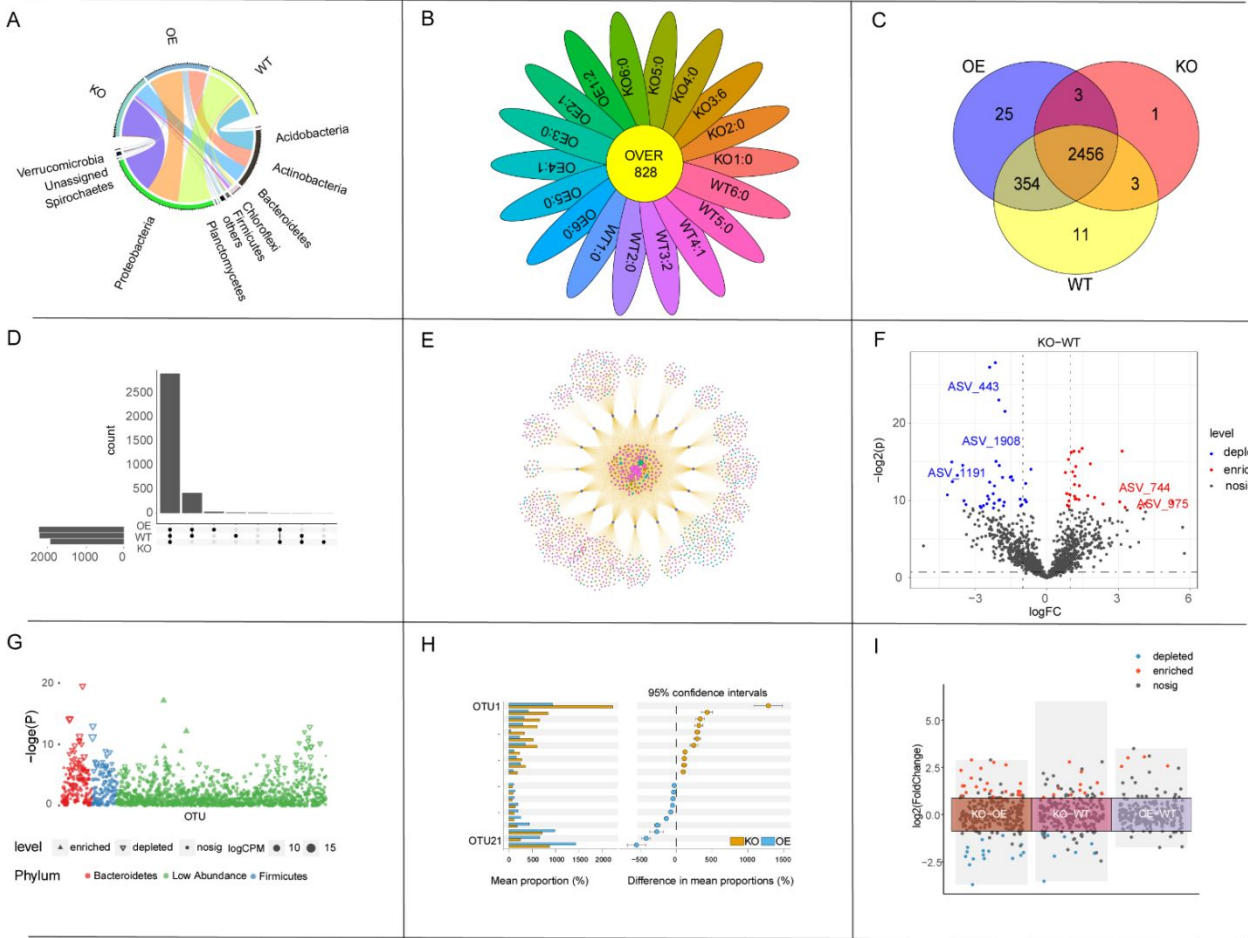 A
OE
WT
KO
Acidobacteria
Actinobacteria
Bacteroidetes
Chloroflexi
Firmicutes
others
Planctomycetes
Proteobacteria
Spirochaetes
Unassigned
Verrucomicrobia
B
OVER
828
KO6:0
KO5:0
KO4:0
KO3:6
KO2:0
KO1:0
WT6:0
WT5:0
WT4:1
WT3:2
WT2:0
WT1:0
OE6:0
OE5:0
OE4:1
OE3:0
OE2:1
OE1:2
C
OE
KO
3
25
1
2456
354
3
11
WT
D
2500
2000
1500
1000
500
0
count
OE
WT
KO
2000 1000 0
E
F
KO-WT
ASV_443
ASV_1908
ASV_1191
ASV_744
ASV_975
20
10
0
-log2(p)
-3 0 3 6
logFC
level
deple
enric
nosig
G
20
10
0
-loge(P)
OTU
level enriched depleted nosig logCPM 10 15
Phylum Bacteroidetes Low Abundance Firmicutes
H
95% confidence intervals
OTU1
OTU21
KO OE
0 500 1000 1500 2000
-500 0 500 1000 1500
Mean proportion (%) Difference in mean proportions (%)
I
depleted
enriched
nosig
5.0
2.5
0.0
-2.5
log2(FoldChange)
KO-OE KO-WT OE-WT